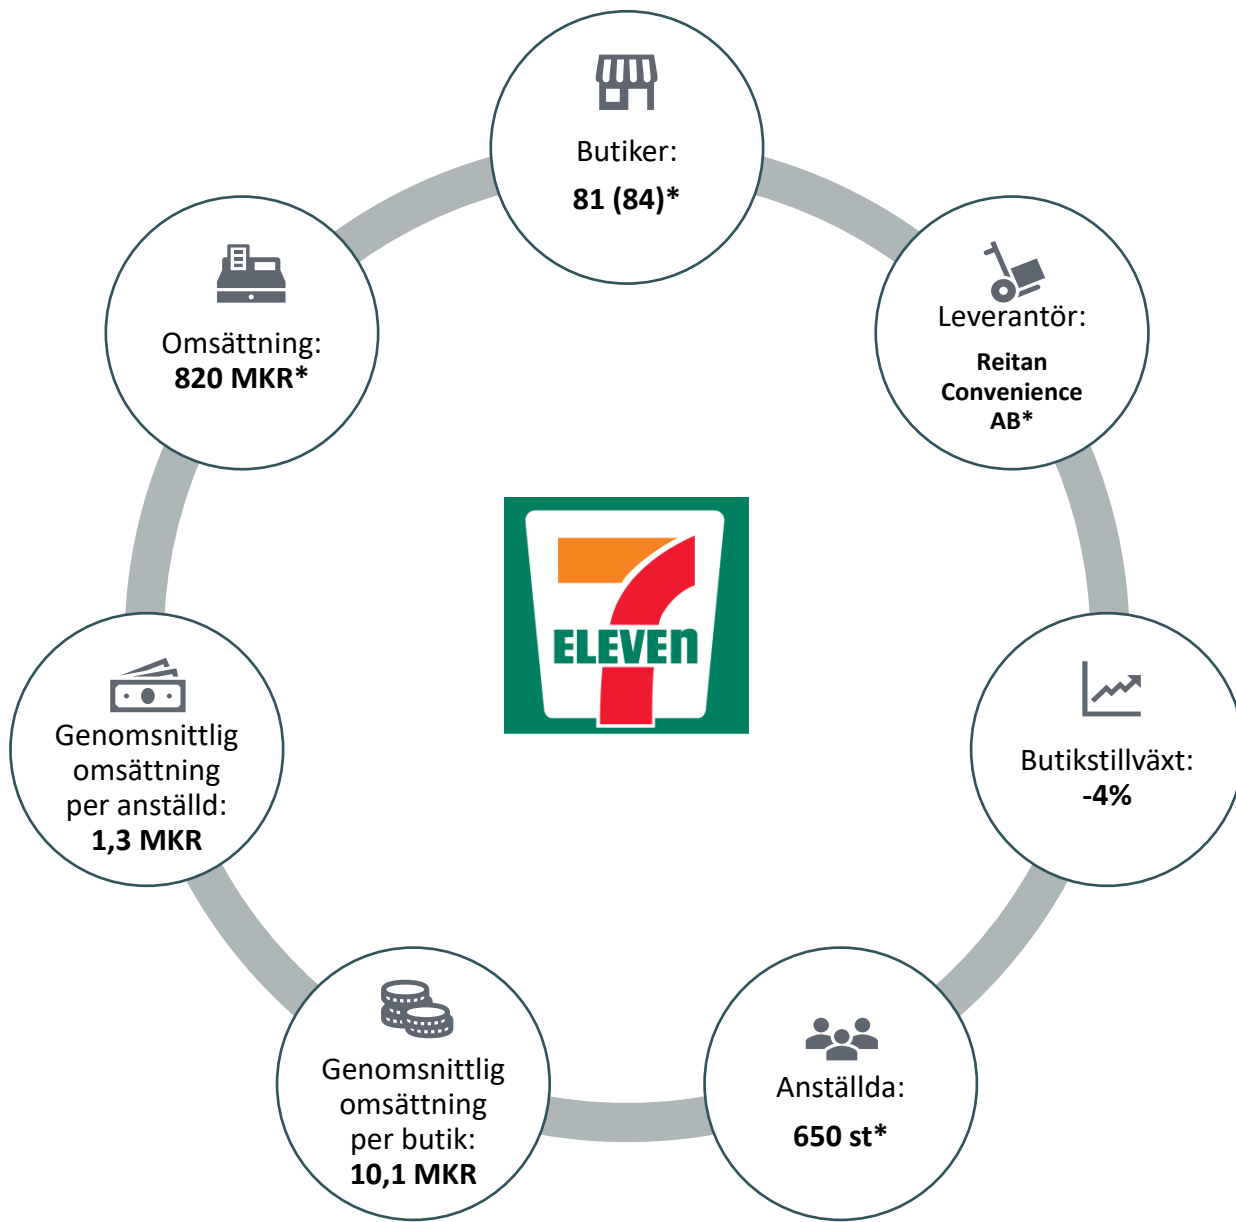 Butiker:
81 (84)*
Leverantör:
Reitan
Convenience
AB*
Butikstillväxt:
-4%
Anställda:
650 st*
Genomsnittlig
omsättning
per butik:
10,1 MKR
Genomsnittlig
omsättning
per anställd:
1,3 MKR
Omsättning:
820 MKR*
7
ELEVEn